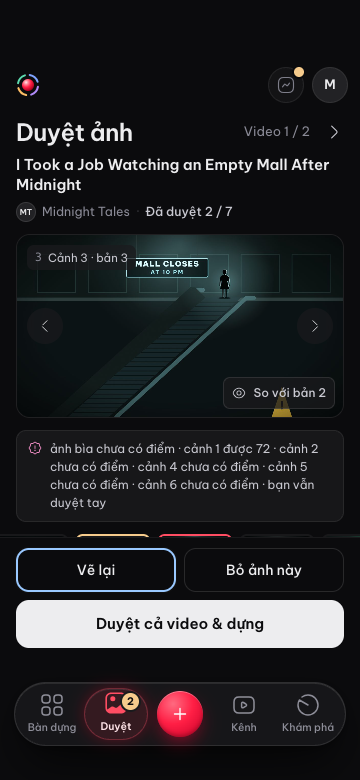 M
Duyệt ảnh
Video 1 / 2
I Took a Job Watching an Empty Mall After
Midnight
MT Midnight Tales · Đã duyệt 2 / 7
3 Cảnh 3 · bản 3
MALL CLOSES
AT 10 PM
So với bản 2
ảnh bìa chưa có điểm · cảnh 1 được 72 · cảnh 2
chưa có điểm · cảnh 4 chưa có điểm · cảnh 5
chưa có điểm · cảnh 6 chưa có điểm · bạn vẫn
duyệt tay
Vẽ lại
Bỏ ảnh này
Duyệt cả video & dựng
2
Bàn dựng
Duyệt
Kênh
Khám phá